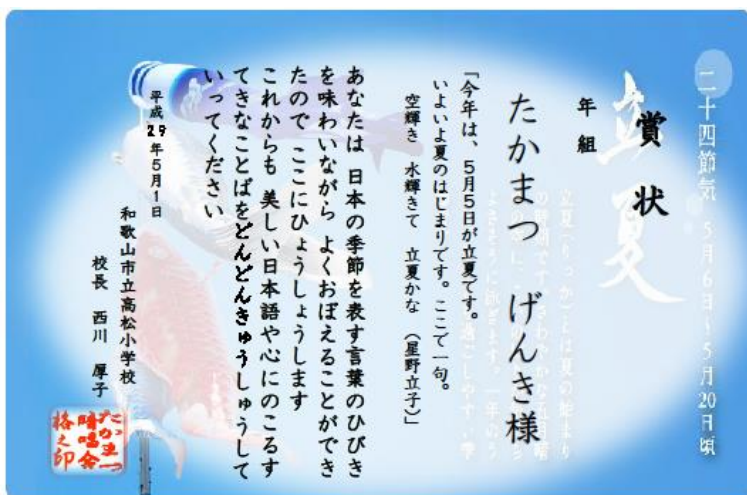 二十四節気　5月6日～5月20日頃
立夏
賞状
年　組
たかまつ　げんき様
「今年は、5月5日が立夏です。
いよいよ夏のはじまりです。ここで一句。
空輝き　水輝きて　立夏かな　（星野立子）」
あなたは　日本の季節を表す言葉のひびき
を味わいながら　よくおぼえることができ
たので　ここにひょうしょうします
これからも　美しい日本語や心にのこるす
てきなことばをどんどんきゅうしゅうして
いってください
平成29年5月1日
和歌山市立高松小学校
校長　西川　厚子
たかまつ
暗唱合
格之印